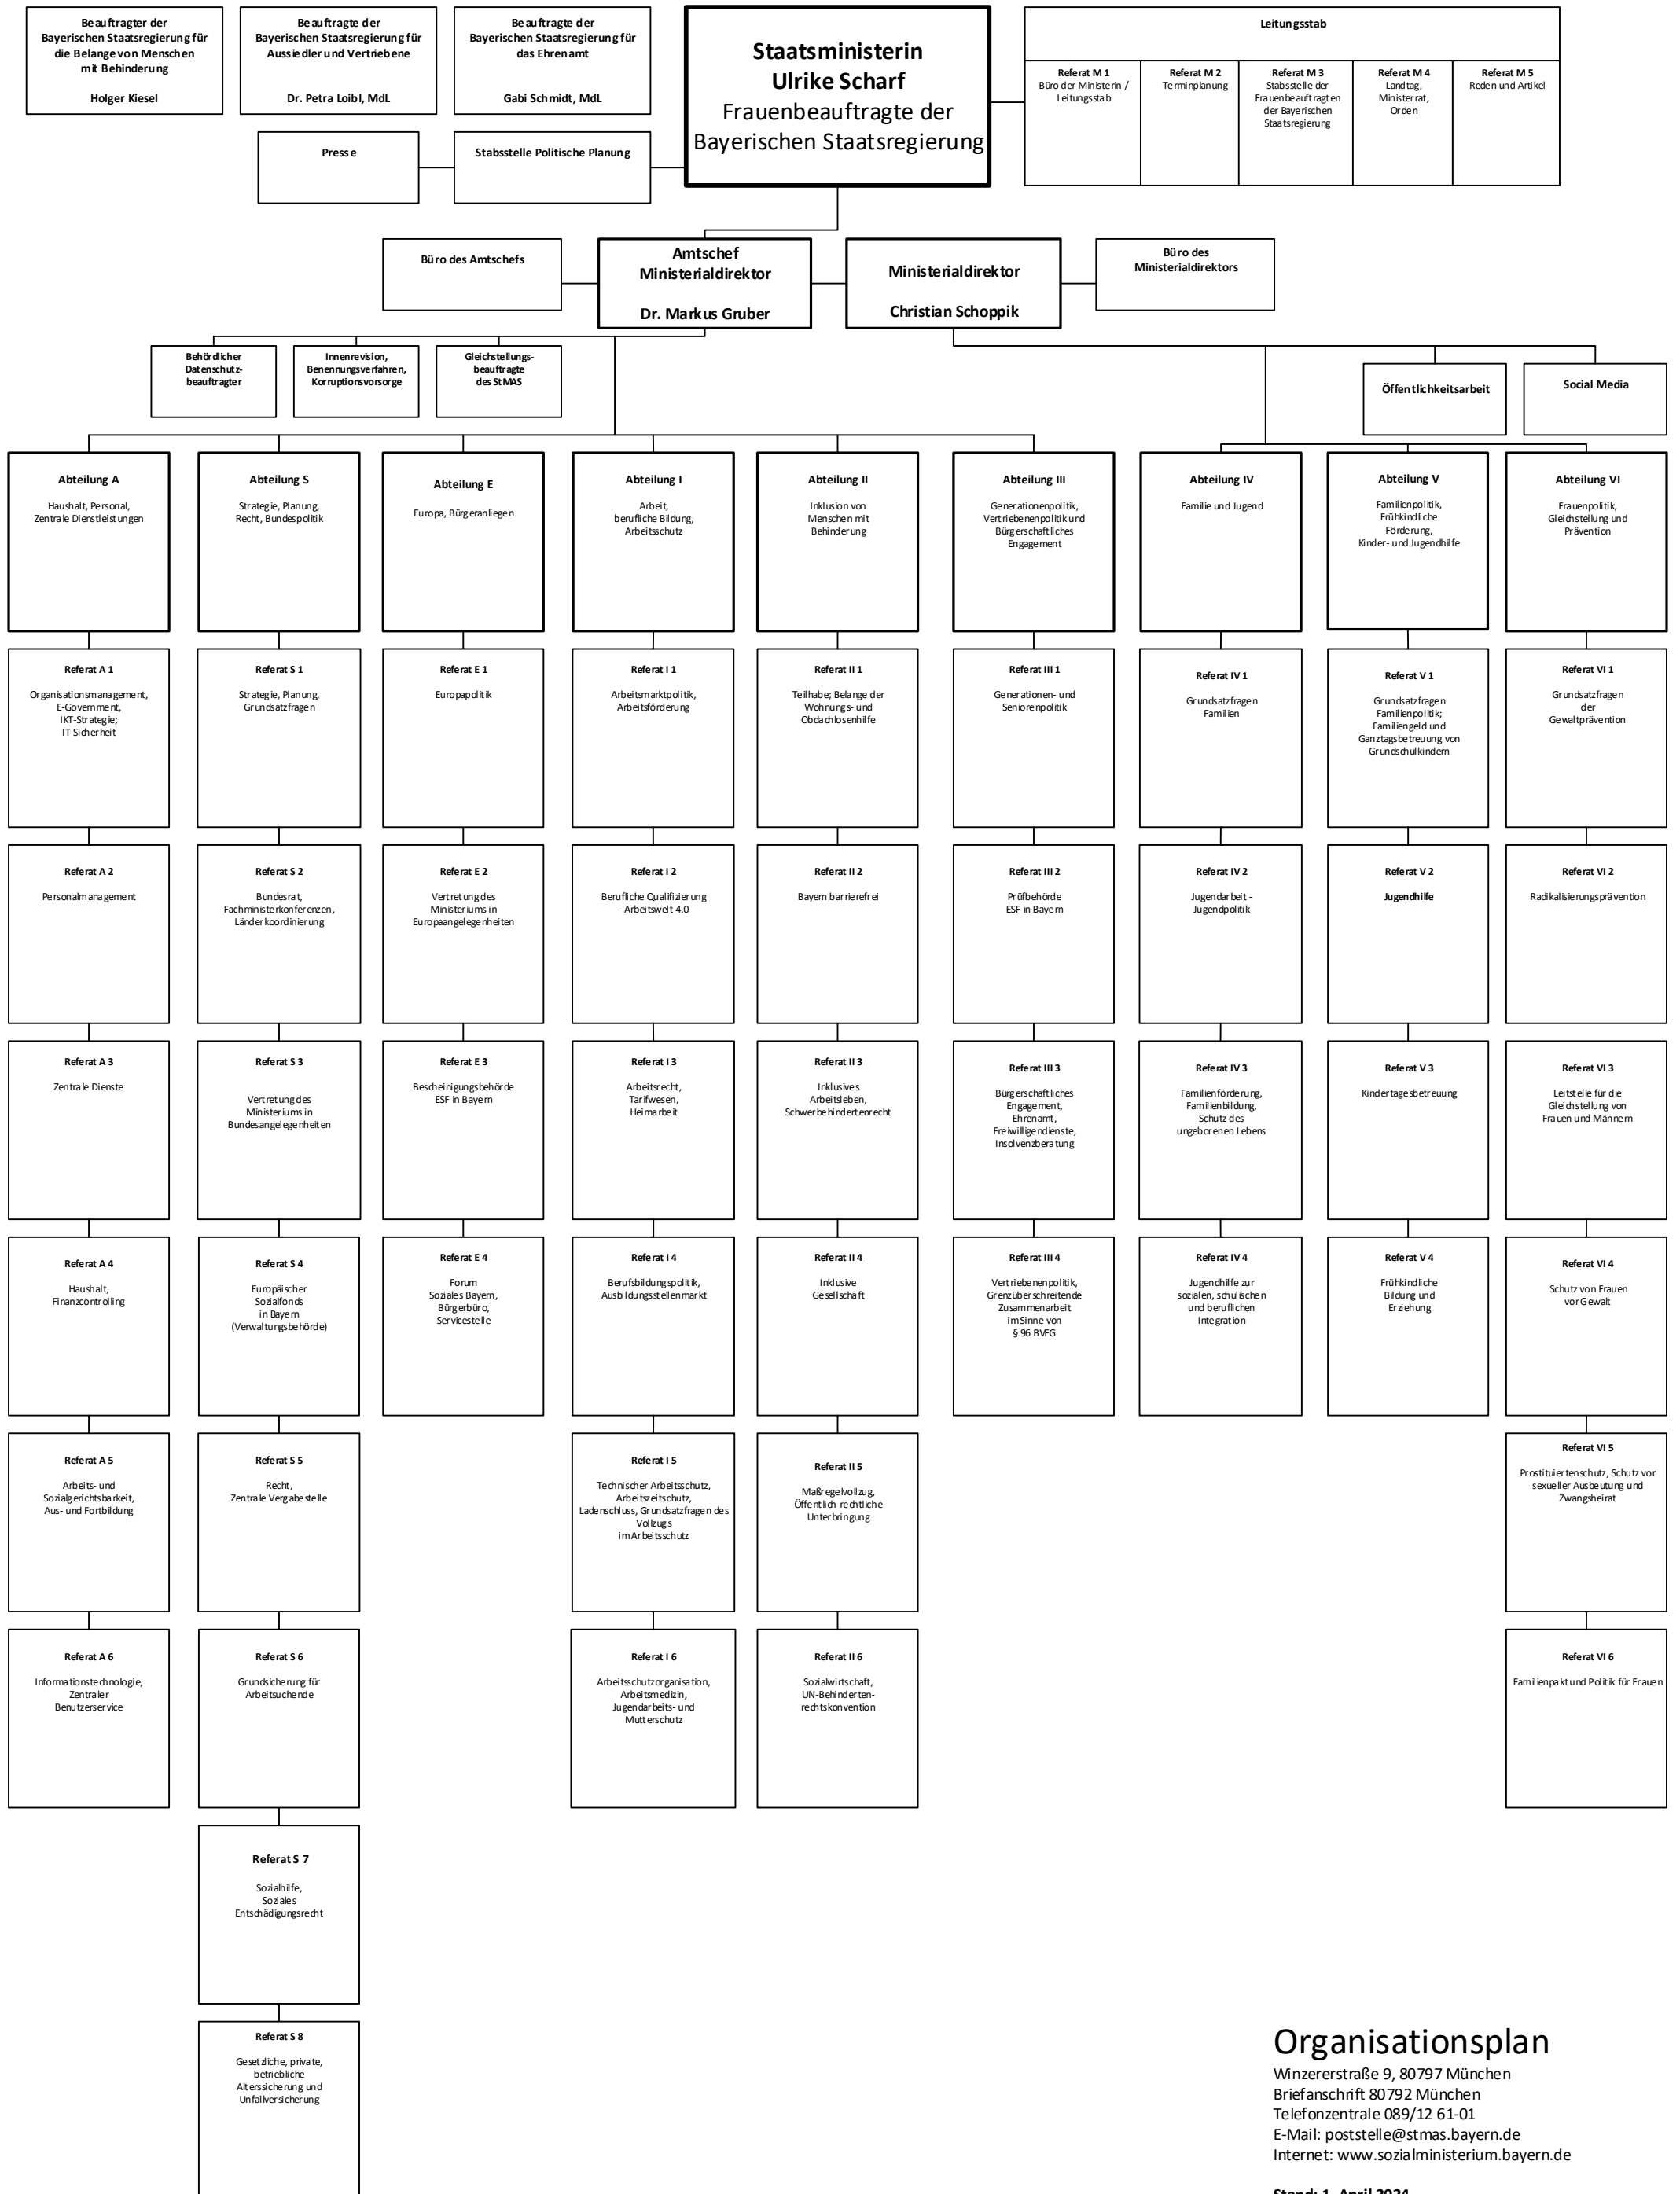 Beauftragter der
Bayerischen Staatsregierung für
die Belange von Menschen
mit Behinderung
Holger Kiesel
Beauftragte der
Bayerischen Staatsregierung für
Aussiedler und Vertriebene
Dr. Petra Loibl, MdL
Beauftragte der
Bayerischen Staatsregierung für
das Ehrenamt
Gabi Schmidt, MdL
Staatsministerin
Ulrike Scharf
Frauenbeauftragte der
Bayerischen Staatsregierung
Leitungsstab
Referat M 1
Büro der Ministerin /
Leitungsstab
Referat M 2
Terminplanung
Referat M 3
Stabsstelle der
Frauenbeauftragten
der Bayerischen
Staatsregierung
Referat M 4
Landtag,
Ministerrat,
Orden
Referat M 5
Reden und Artikel
Presse
Stabsstelle Politische Planung
Büro des Amtschefs
Amtschef
Ministerialdirektor
Dr. Markus Gruber
Ministerialdirektor
Christian Schoppik
Büro des
Ministerialdirektors
Behördlicher
Datenschutz-
beauftragter
Innenrevision,
Benennungsverfahren,
Korruptionsvorsorge
Gleichstellungs-
beauftragte
des StMAS
Öffentlichkeitsarbeit
Social Media
Abteilung A
Haushalt, Personal,
Zentrale Dienstleistungen
Abteilung S
Strategie, Planung,
Recht, Bundespolitik
Abteilung E
Europa, Bürgeranliegen
Abteilung I
Arbeit,
berufliche Bildung,
Arbeitsschutz
Abteilung II
Inklusion von
Menschen mit
Behinderung
Abteilung III
Generationenpolitik,
Vertriebenenpolitik und
Bürgerschaftliches
Engagement
Abteilung IV
Familie und Jugend
Abteilung V
Familienpolitik,
Frühkindliche
Förderung,
Kinder- und Jugendhilfe
Abteilung VI
Frauenpolitik,
Gleichstellung und
Prävention
Referat A 1
Organisationsmanagement,
E-Government,
IKT-Strategie;
IT-Sicherheit
Referat S 1
Strategie, Planung,
Grundsatzfragen
Referat E 1
Europapolitik
Referat I 1
Arbeitsmarktpolitik,
Arbeitsförderung
Referat II 1
Teilhabe; Belange der
Wohnungs- und
Obdachlosenhilfe
Referat III 1
Generationen- und
Seniorenpolitik
Referat IV 1
Grundsatzfragen
Familien
Referat V 1
Grundsatzfragen
Familienpolitik;
Familiengeld und
Ganztagsbetreuung von
Grundschulkindern
Referat VI 1
Grundsatzfragen
der
Gewaltprävention
Referat A 2
Personalmanagement
Referat S 2
Bundesrat,
Fachministerkonferenzen,
Länderkoordinierung
Referat E 2
Vertretung des
Ministeriums in
Europaangelegenheiten
Referat I 2
Berufliche Qualifizierung
- Arbeitswelt 4.0
Referat II 2
Bayern barrierefrei
Referat III 2
Prüfbehörde
ESF in Bayern
Referat IV 2
Jugendarbeit -
Jugendpolitik
Referat V 2
Jugendhilfe
Referat VI 2
Radikalisierungsprävention
Referat A 3
Zentrale Dienste
Referat S 3
Vertretung des
Ministeriums in
Bundesangelegenheiten
Referat E 3
Bescheinigungsbehörde
ESF in Bayern
Referat I 3
Arbeitsrecht,
Tarifwesen,
Heimarbeit
Referat II 3
Inklusives
Arbeitsleben,
Schwerbehindertenrecht
Referat III 3
Bürgerschaftliches
Engagement,
Ehrenamt,
Freiwilligendienste,
Insolvenzberatung
Referat IV 3
Familienförderung,
Familienbildung,
Schutz des
ungeborenen Lebens
Referat V 3
Kindertagesbetreuung
Referat VI 3
Leitstelle für die
Gleichstellung von
Frauen und Männern
Referat A 4
Haushalt,
Finanzcontrolling
Referat S 4
Europäischer
Sozialfonds
in Bayern
(Verwaltungsbehörde)
Referat E 4
Forum
Soziales Bayern,
Bürgerbüro,
Servicestelle
Referat I 4
Berufsbildungspolitik,
Ausbildungsstellenmarkt
Referat II 4
Inklusive
Gesellschaft
Referat III 4
Vertriebenenpolitik,
Grenzüberschreitende
Zusammenarbeit
im Sinne von
§ 96 BVFG
Referat IV 4
Jugendhilfe zur
sozialen, schulischen
und beruflichen
Integration
Referat V 4
Frühkindliche
Bildung und
Erziehung
Referat VI 4
Schutz von Frauen
vor Gewalt
Referat A 5
Arbeits- und
Sozialgerichtsbarkeit,
Aus- und Fortbildung
Referat S 5
Recht,
Zentrale Vergabestelle
Referat I 5
Technischer Arbeitsschutz,
Arbeitszeitschutz,
Ladenschluss, Grundsatzfragen des
Vollzugs
im Arbeitsschutz
Referat II 5
Maßregelvollzug,
Öffentlich-rechtliche
Unterbringung
Referat VI 5
Prostituiertenschutz, Schutz vor
sexueller Ausbeutung und
Zwangsheirat
Referat A 6
Informationstechnologie,
Zentraler
Benutzerservice
Referat S 6
Grundsicherung für
Arbeitsuchende
Referat I 6
Arbeitsschutzorganisation,
Arbeitsmedizin,
Jugendarbeits- und
Mutterschutz
Referat II 6
Sozialwirtschaft,
UN-Behinderten-
rechtskonvention
Referat VI 6
Familienpakt und Politik für Frauen
Referat S 7
Sozialhilfe,
Soziales
Entschädigungsrecht
Referat S 8
Gesetzliche, private,
betriebliche
Alterssicherung und
Unfallversicherung
Organisationsplan
Winzererstraße 9, 80797 München
Briefanschrift 80792 München
Telefonzentrale 089/12 61-01
E-Mail: poststelle@stmas.bayern.de
Internet: www.sozialministerium.bayern.de
Stand: 1. April 2024